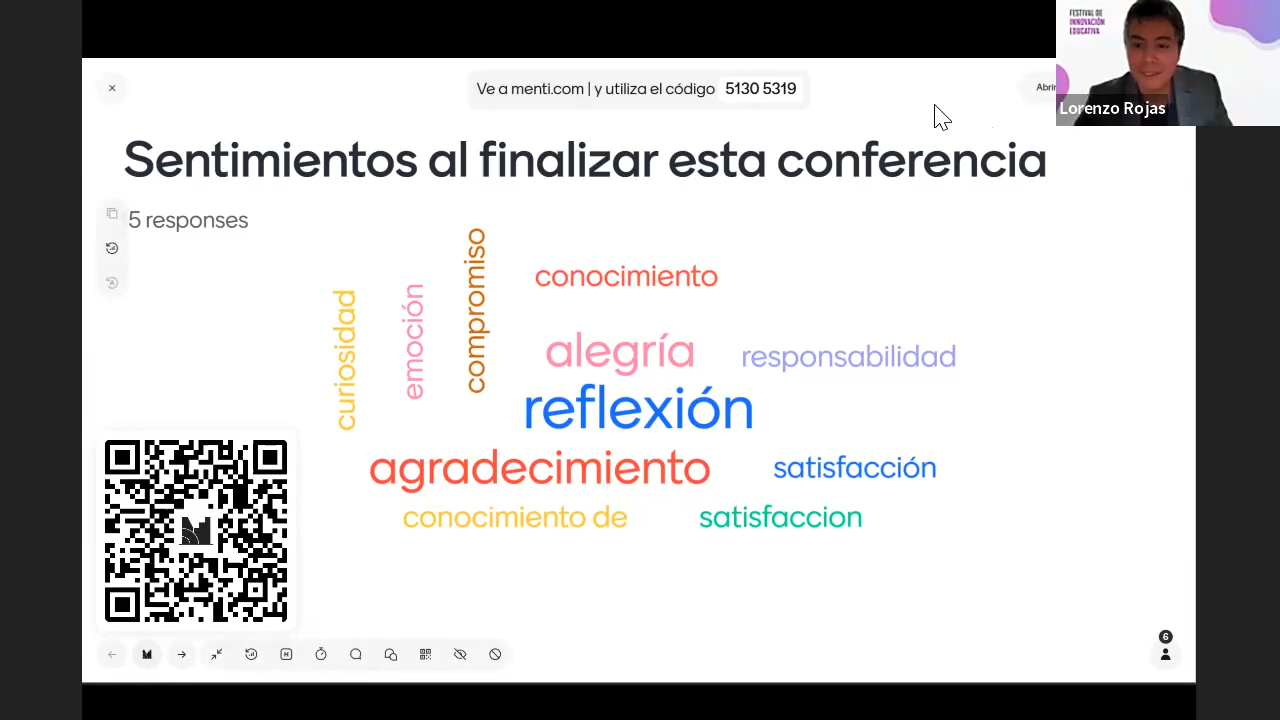 FESTIVAL DE
INNOVACIÓN
EDUCATIVA
Lorenzo Rojas
Ve a menti.com | y utiliza el código 5130 5319
Abrir
Sentimientos al finalizar esta conferencia
5 responses
curiosidad
emoción
compromiso
conocimiento
alegría
responsabilidad
reflexión
agradecimiento
satisfacción
conocimiento de
satisfaccion
6